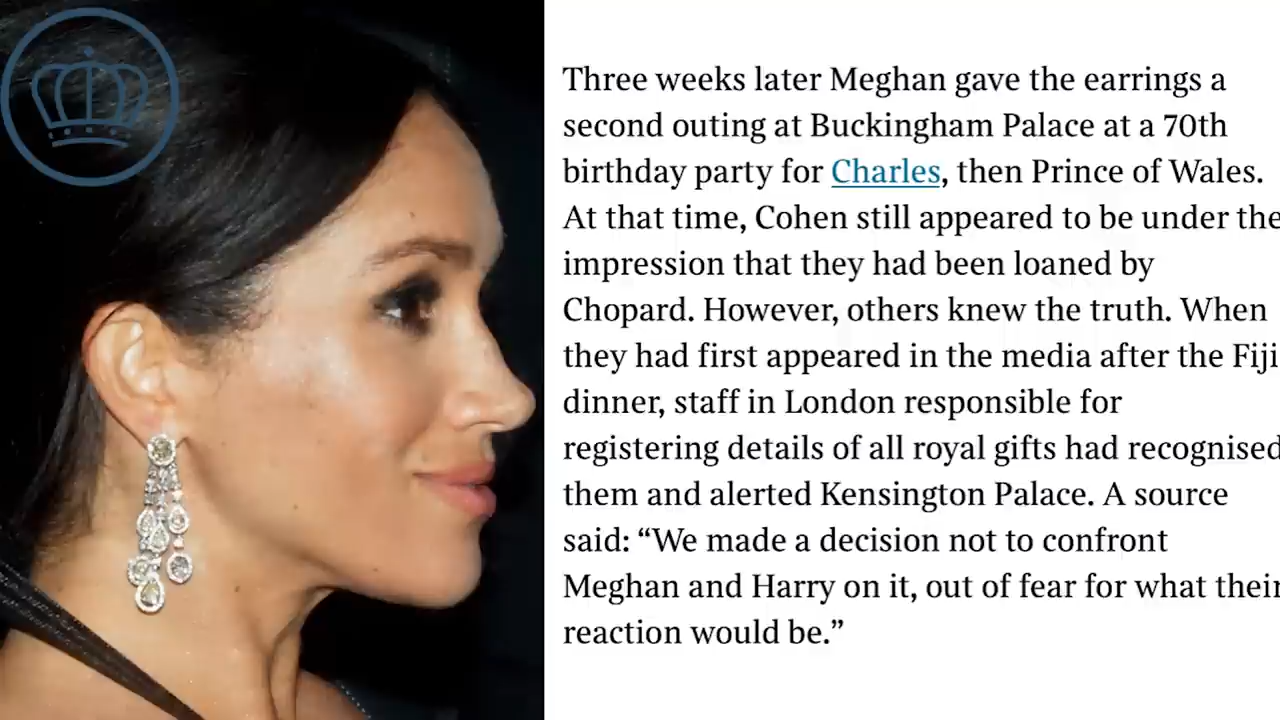 Three weeks later Meghan gave the earrings a
second outing at Buckingham Palace at a 70th
birthday party for Charles, then Prince of Wales.
At that time, Cohen still appeared to be under the
impression that they had been loaned by
Chopard. However, others knew the truth. When
they had first appeared in the media after the Fiji
dinner, staff in London responsible for
registering details of all royal gifts had recognised
them and alerted Kensington Palace. A source
said: “We made a decision not to confront
Meghan and Harry on it, out of fear for what their
reaction would be.”